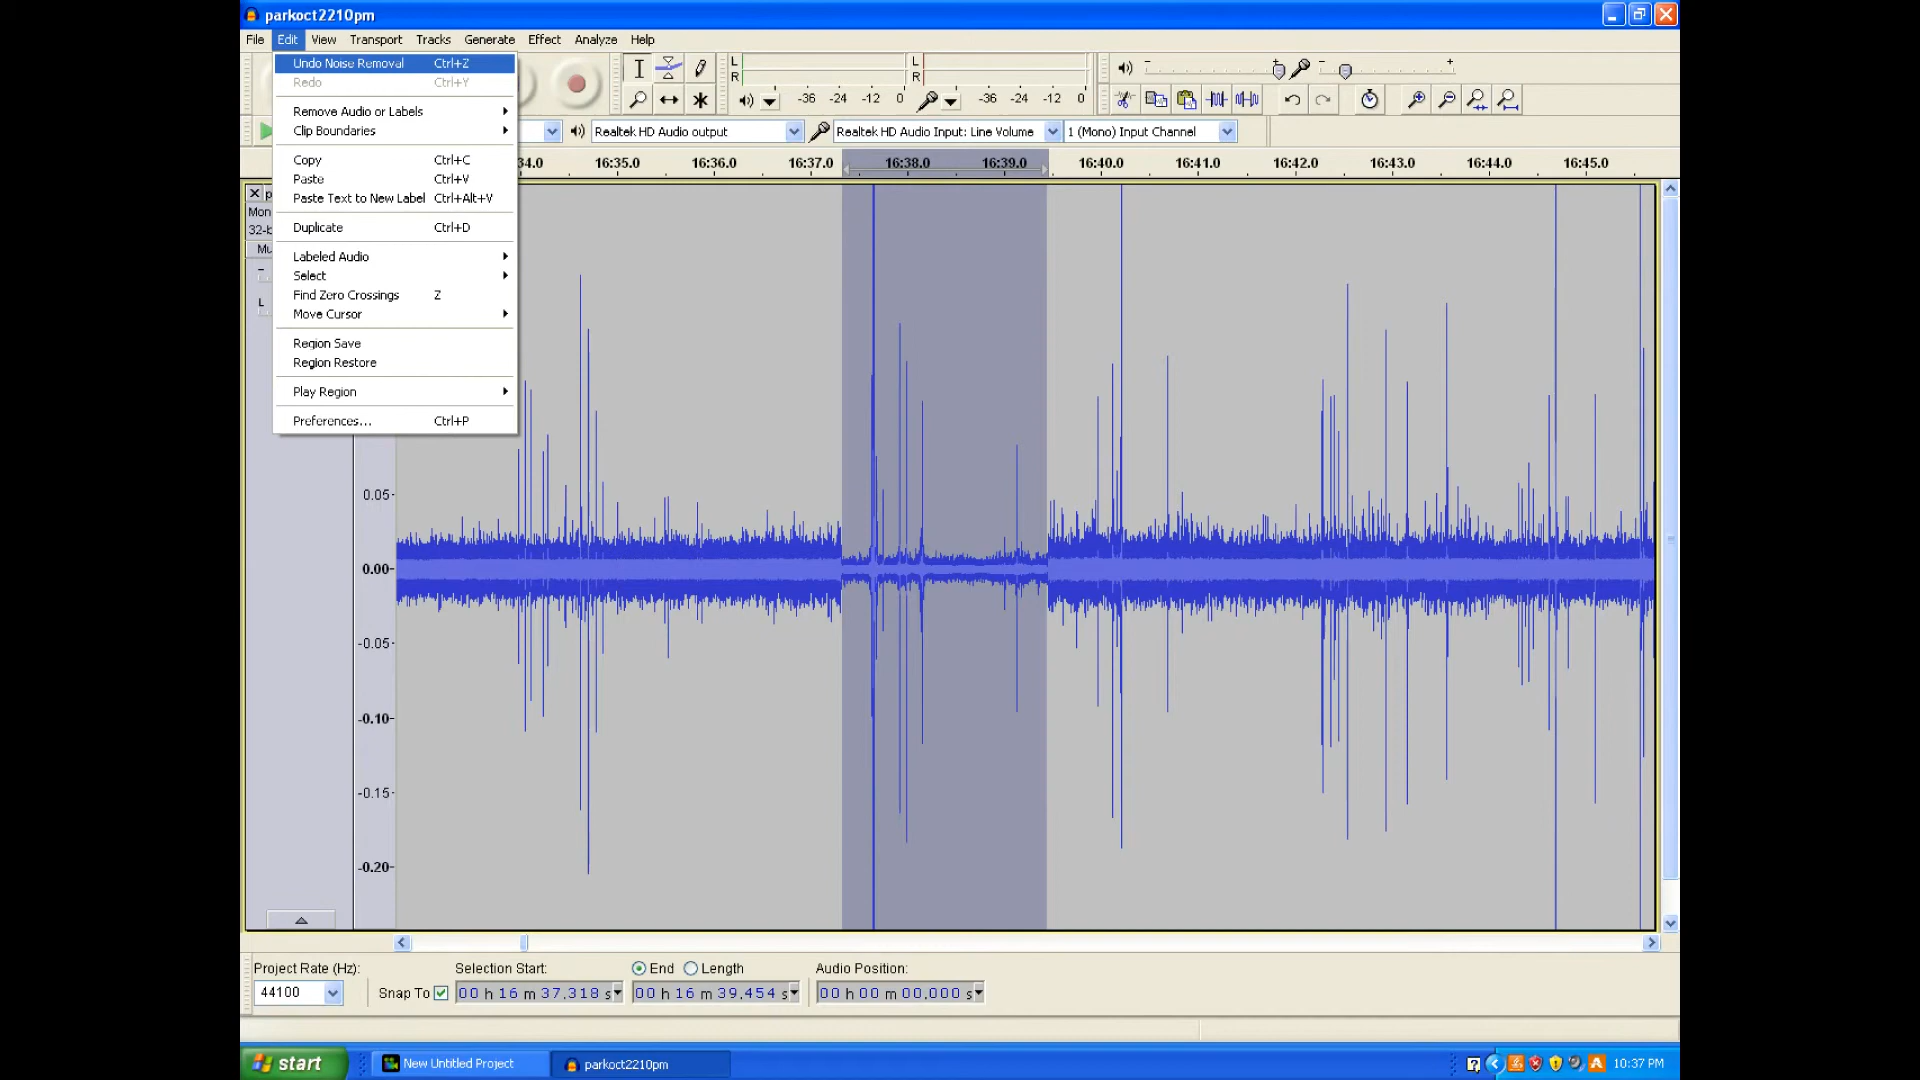 parkoct2210pm
File Edit View Transport Tracks Generate Effect Analyze Help
Undo Noise Removal Ctrl+Z
Redo Ctrl+Y
Remove Audio or Labels
Clip Boundaries
Copy Ctrl+C
Paste Ctrl+V
Paste Text to New Label Ctrl+Alt+V
Duplicate Ctrl+D
Labeled Audio
Select
Find Zero Crossings Z
Move Cursor
Region Save
Region Restore
Play Region
Preferences... Ctrl+P
L
R
-36 -24 -12 0
L
R
-36 -24 -12 0
Realtek HD Audio output
Realtek HD Audio Input: Line Volume
1 (Mono) Input Channel
34.0 16:35.0 16:36.0 16:37.0 16:38.0 16:39.0 16:40.0 16:41.0 16:42.0 16:43.0 16:44.0 16:45.0
p
Mon
32-b
Mu
L
0.05
0.00
-0.05
-0.10
-0.15
-0.20
Project Rate (Hz):
44100
Snap To
Selection Start:
00 h 16 m 37.318 s
End Length
00 h 16 m 39.454 s
Audio Position:
00 h 00 m 00.000 s
start
New Untitled Project
parkoct2210pm
10:37 PM